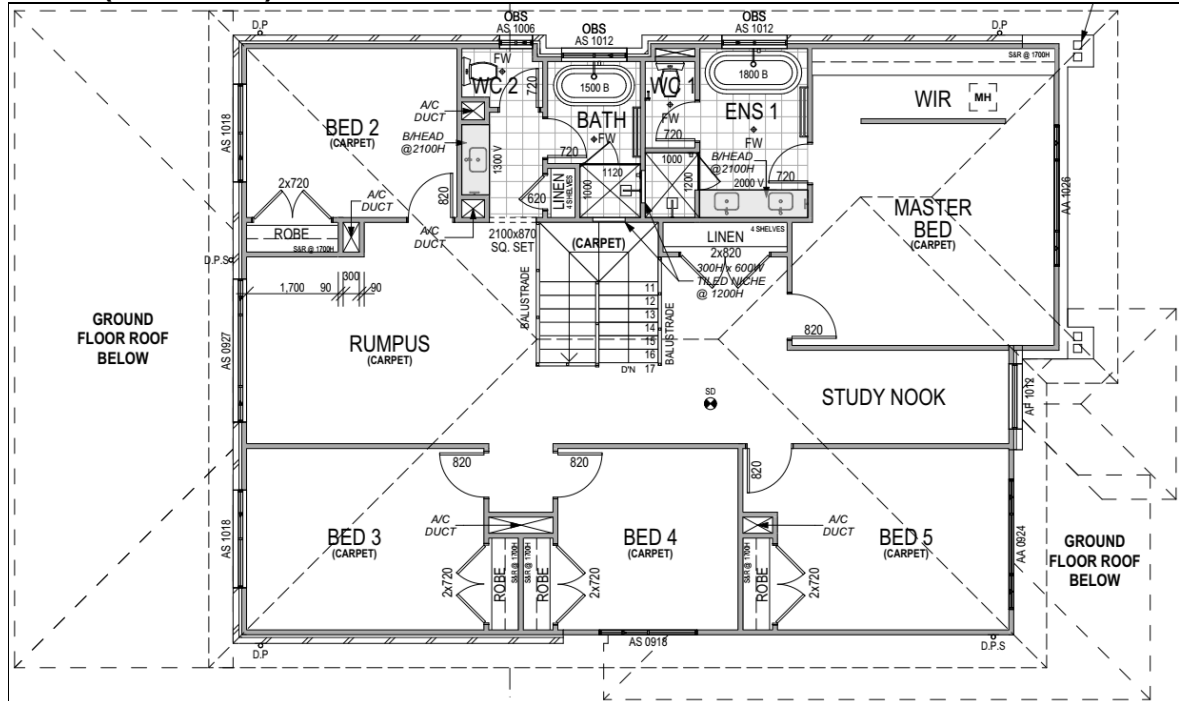 D.P
OBS
AS 1006
OBS
AS 1012
OBS
AS 1012
D.P
S&R @ 1700H
FW
WC 2
720
1500 B
WC 1
1800 B
WIR
MH
A/C
DUCT
BED 2
(CARPET)
AS 1018
B/HEAD
@2100H
1300 V
BATH
FW
720
FW
720
ENS 1
FW
B/HEAD
@2100H
720
2x720
A/C
DUCT
820
620
LINEN
4 SHELVES
1120
1000
1000
1200
2000 V
MASTER
BED
(CARPET)
AA 1026
ROBE
S&R @ 1700H
A/C
DUCT
2100x870
SQ. SET
(CARPET)
LINEN
4 SHELVES
2x820
300H x 600W
TILED NICHE
@ 1200H
D.P.S
300
1,700
90
90
BALUSTRADE
11
12
13
14
15
16
17
D'N
BALUSTRADE
820
GROUND
FLOOR ROOF
BELOW
AS 0927
RUMPUS
(CARPET)
SD
STUDY NOOK
AF 1012
820
820
820
AS 1018
BED 3
(CARPET)
A/C
DUCT
BED 4
(CARPET)
A/C
DUCT
BED 5
(CARPET)
AA 0924
GROUND
FLOOR ROOF
BELOW
2x720
ROBE
S&R @ 1700H
ROBE
2x720
S&R @ 1700H
ROBE
2x720
D.P
AS 0918
D.P.S